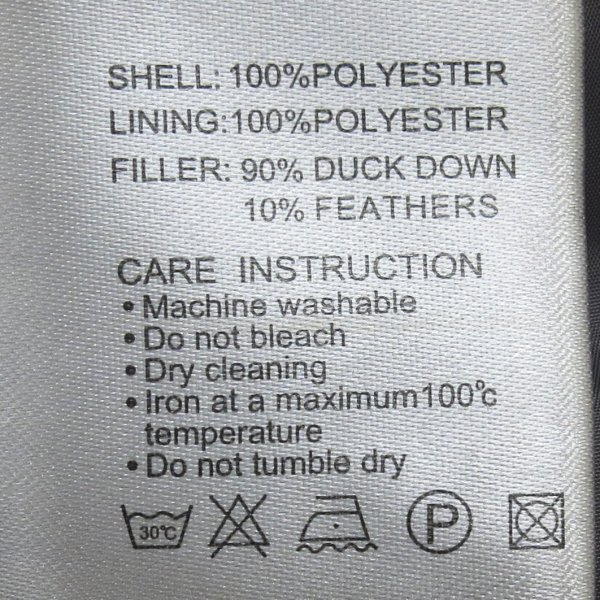 SHELL: 100%POLYESTER
LINING:100%POLYESTER
FILLER: 90% DUCK DOWN
10% FEATHERS
CARE INSTRUCTION
• Machine washable
• Do not bleach
• Dry cleaning
• Iron at a maximum100℃
temperature
• Do not tumble dry
30℃ P